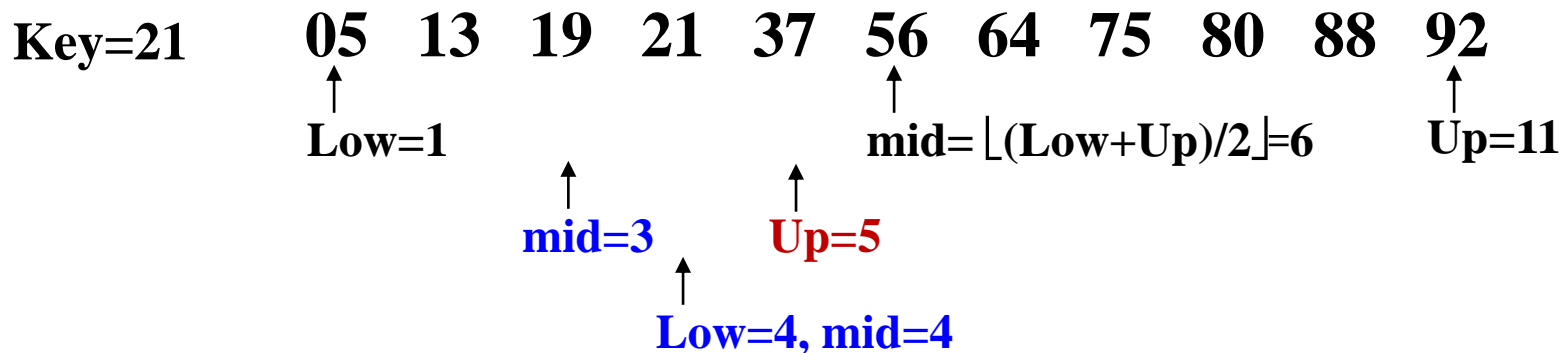 Key=21 05 13 19 21 37 56 64 75 80 88 92
Low=1 mid=⌊(Low+Up)/2⌋=6 Up=11
mid=3 Up=5
Low=4, mid=4